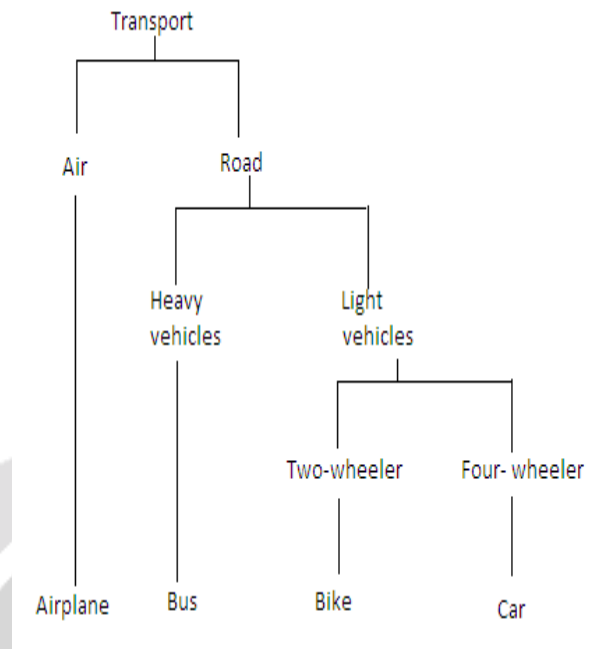 Transport
Air
Road
Heavy
vehicles
Light
vehicles
Two-wheeler
Four- wheeler
Airplane
Bus
Bike
Car